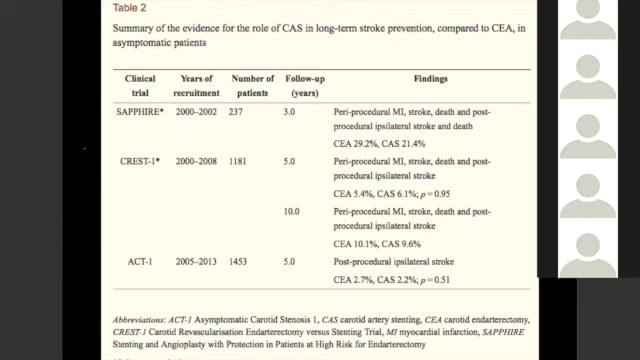 Table 2
Summary of the evidence for the role of CAS in long-term stroke prevention, compared to CEA, in
asymptomatic patients
Clinical trial
Years of recruitment
Number of patients
Follow-up (years)
Findings
SAPPHIRE* 2000–2002 237 3.0 Peri-procedural MI, stroke, death and post-
procedural ipsilateral stroke and death
CEA 29.2%, CAS 21.4%
CREST-1* 2000–2008 1181 5.0 Peri-procedural MI, stroke, death and post-
procedural ipsilateral stroke
CEA 5.4%, CAS 6.1%; p = 0.95
10.0 Peri-procedural MI, stroke, death and post-
procedural ipsilateral stroke
CEA 10.1%, CAS 9.6%
ACT-1 2005–2013 1453 5.0 Post-procedural ipsilateral stroke
CEA 2.7%, CAS 2.2%; p = 0.51
Abbreviations: ACT-1 Asymptomatic Carotid Stenosis 1, CAS carotid artery stenting, CEA carotid endarterectomy,
CREST-1 Carotid Revascularisation Endarterectomy versus Stenting Trial, MI myocardial infarction, SAPPHIRE
Stenting and Angioplasty with Protection in Patients at High Risk for Endarterectomy